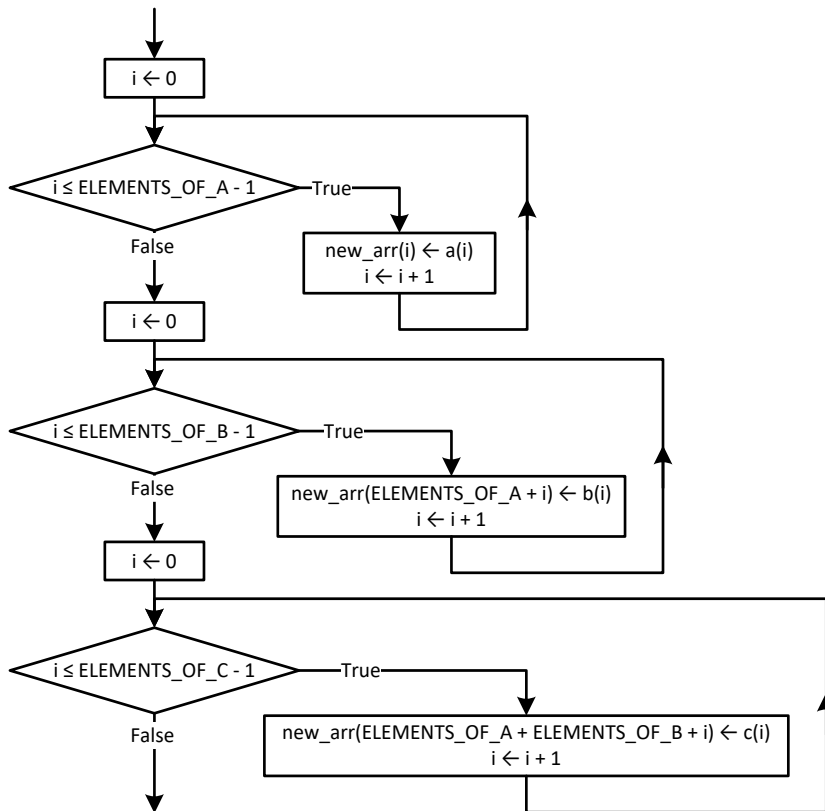 i ← 0
i ≤ ELEMENTS_OF_A - 1
True
False
new_arr(i) ← a(i)
i ← i + 1
i ← 0
i ≤ ELEMENTS_OF_B - 1
True
False
new_arr(ELEMENTS_OF_A + i) ← b(i)
i ← i + 1
i ← 0
i ≤ ELEMENTS_OF_C - 1
True
False
new_arr(ELEMENTS_OF_A + ELEMENTS_OF_B + i) ← c(i)
i ← i + 1